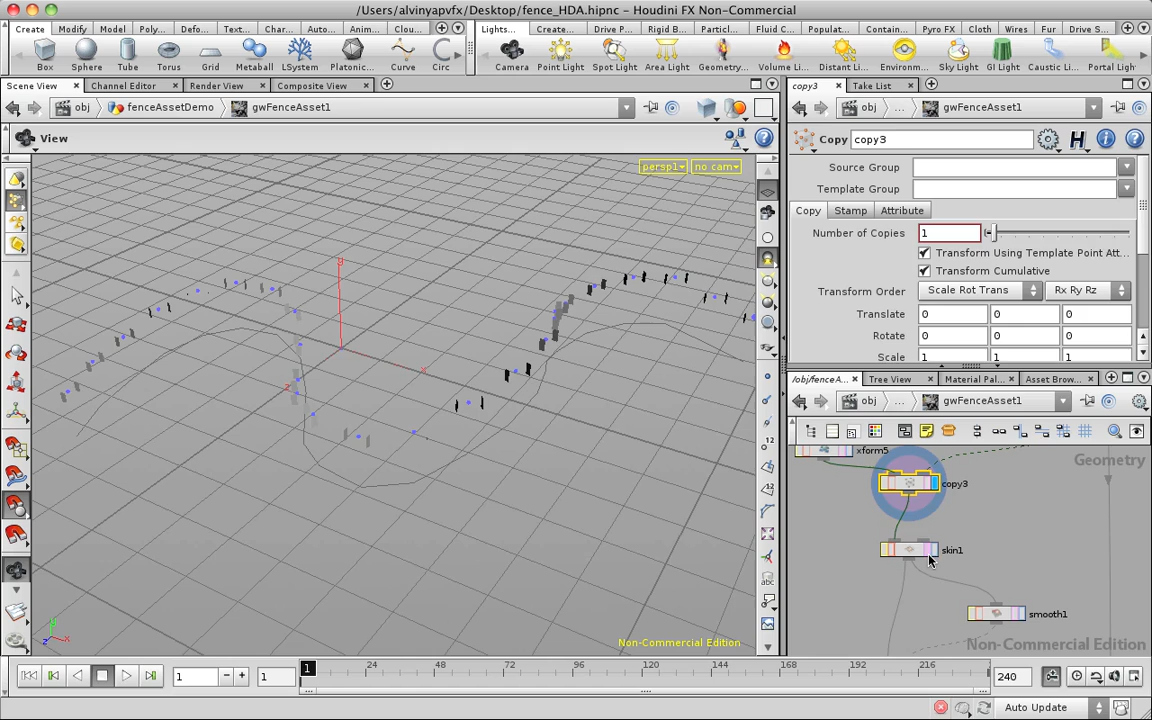 /Users/alvinyapvfx/Desktop/fence_HDA.hipnc - Houdini FX Non-Commercial
Create Modify Model Poly... Defo... Text... Char... Auto... Anim... Clou...
Lights... Create... Drive P... Rigid B... Particl... Fluid C... Populat... Contain... Pyro FX Cloth Wires Fur Drive S...
Box Sphere Tube Torus Grid Metaball LSystem Platonic... Curve Circ
Camera Point Light Spot Light Area Light Geometry... Volume Li... Distant Li... Environm... Sky Light GI Light Caustic Li... Portal Ligh
Scene View Channel Editor Render View Composite View
copy3 Take List
obj fenceAssetDemo gwFenceAsset1
obj ... gwFenceAsset1
View
Copy copy3
persp1 no cam
Source Group
Template Group
Copy Stamp Attribute
Number of Copies 1
Transform Using Template Point Att...
Transform Cumulative
Transform Order Scale Rot Trans Rx Ry Rz
Translate 0 0 0
Rotate 0 0 0
Scale 1 1 1
/obj/fenceA... Tree View Material Pal... Asset Brow...
obj ... gwFenceAsset1
12
12
abc
y
x
z
xform5
Geometry
copy3
skin1
smooth1
Non-Commercial Edition
Non-Commercial Edition
y
z x
1 1 1 24 48 72 96 120 144 168 192 216 240
Auto Update